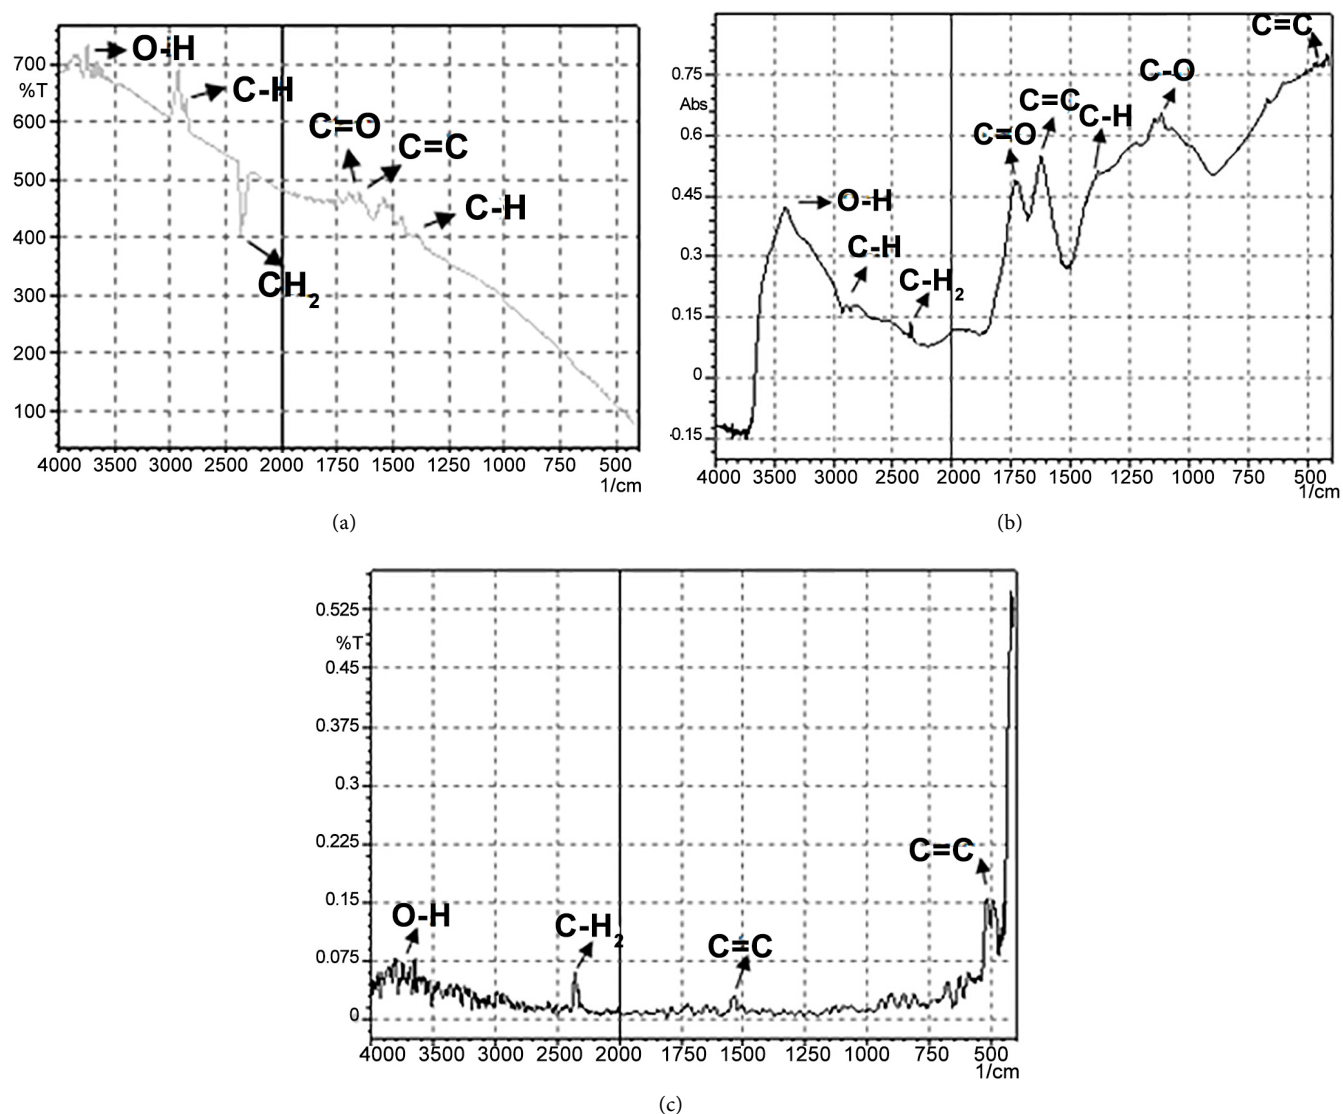 700
%T
600
500
400
300
200
100
O-H
C-H
C=O
C=C
C-H
CH2
4000 3500 3000 2500 2000 1750 1500 1250 1000 750 500
1/cm
(a)
0.75
Abs
0.6
0.45
0.3
0.15
0
-0.15
C=C
C-O
C=C
C-H
C=O
O-H
C-H
C-H2
4000 3500 3000 2500 2000 1750 1500 1250 1000 750 500
1/cm
(b)
0.525
%T
0.45
0.375
0.3
0.225
0.15
0.075
0
C=C
O-H
C-H2
C=C
4000 3500 3000 2500 2000 1750 1500 1250 1000 750 500
1/cm
(c)